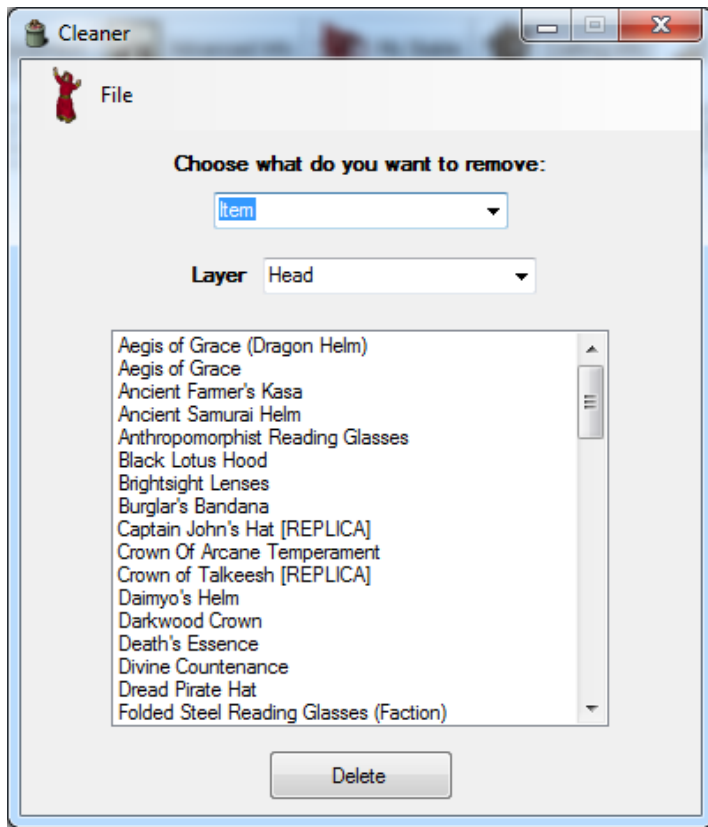 Cleaner
File
Choose what do you want to remove:
Item
Layer Head
Aegis of Grace (Dragon Helm)
Aegis of Grace
Ancient Farmer's Kasa
Ancient Samurai Helm
Anthropomorphist Reading Glasses
Black Lotus Hood
Brightsight Lenses
Burglar's Bandana
Captain John's Hat [REPLICA]
Crown Of Arcane Temperament
Crown of Talkeesh [REPLICA]
Daimyo's Helm
Darkwood Crown
Death's Essence
Divine Countenance
Dread Pirate Hat
Folded Steel Reading Glasses (Faction)
Delete